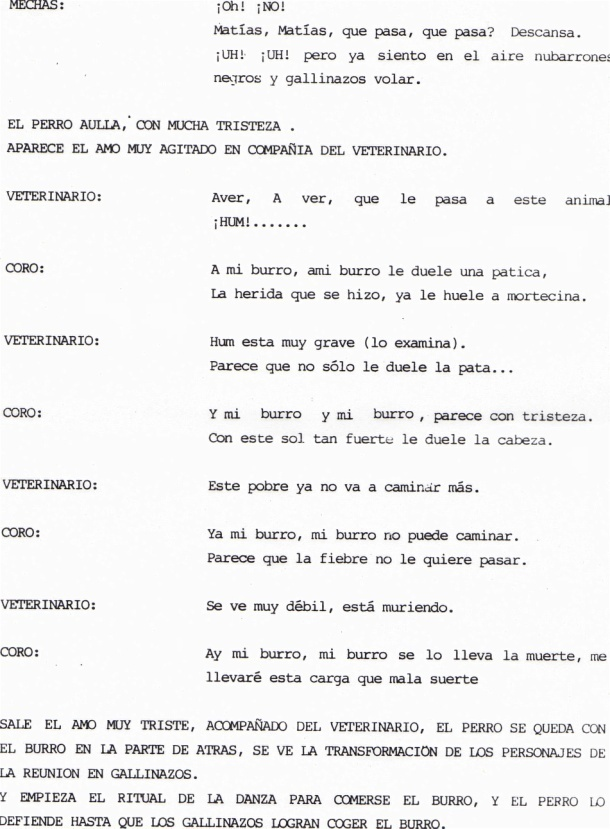 MECHAS: ¡Oh! ¡NO!
Matías, Matías, que pasa, que pasa? Descansa.
¡UH! ¡UH! pero ya siento en el aire nubarrones
negros y gallinazos volar.
EL PERRO AULLA, CON MUCHA TRISTEZA .
APARECE EL AMO MUY AGITADO EN COMPAÑIA DEL VETERINARIO.
VETERINARIO: Aver, A ver, que le pasa a este animal
¡HUM!.......
CORO: A mi burro, ami burro le duele una patica,
La herida que se hizo, ya le huele a mortecina.
VETERINARIO: Hum esta muy grave (lo examina).
Parece que no sólo le duele la pata...
CORO: Y mi burro y mi burro , parece con tristeza.
Con este sol tan fuerte le duele la cabeza.
VETERINARIO: Este pobre ya no va a caminar más.
CORO: Ya mi burro, mi burro no puede caminar.
Parece que la fiebre no le quiere pasar.
VETERINARIO: Se ve muy débil, está muriendo.
CORO: Ay mi burro, mi burro se lo lleva la muerte, me
llevaré esta carga que mala suerte
SALE EL AMO MUY TRISTE, ACOMPAÑADO DEL VETERINARIO, EL PERRO SE QUEDA CON
EL BURRO EN LA PARTE DE ATRAS, SE VE LA TRANSFORMACIÓN DE LOS PERSONAJES DE
LA REUNION EN GALLINAZOS.
Y EMPIEZA EL RITUAL DE LA DANZA PARA COMERSE EL BURRO, Y EL PERRO LO
DEFIENDE HASTA QUE LOS GALLINAZOS LOGRAN COGER EL BURRO.